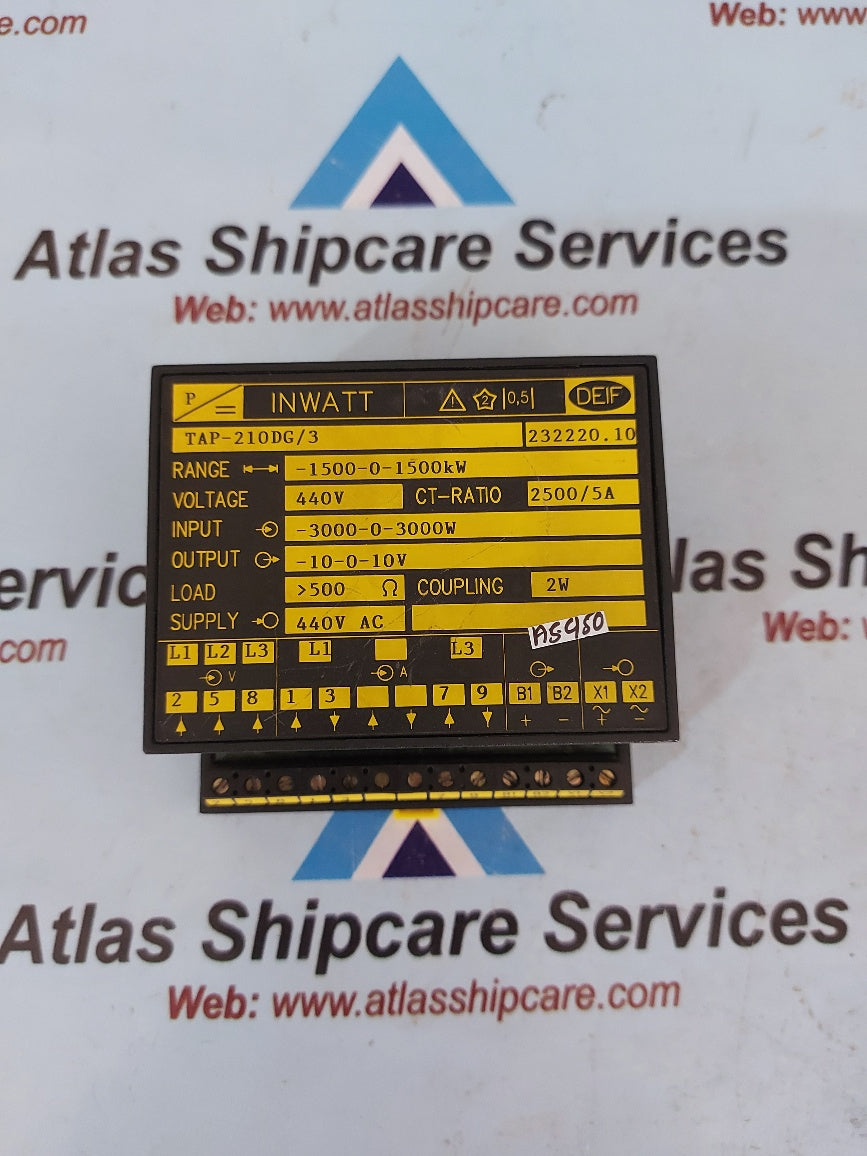 e.com
Web: www
Atlas Shipcare Services
Web: www.atlasshipcare.com
P INWATT 2 |0,5| DEIF
TAP-210DG/3 232220.10
RANGE -1500-0-1500kW
VOLTAGE 440V CT-RATIO 2500/5A
INPUT -3000-0-3000W
OUTPUT -10-0-10V
LOAD >500 Ω COUPLING 2W
SUPPLY 440V AC
AS450
L1 L2 L3 L1 L3
V A
2 5 8 1 3 7 9 B1 B2 X1 X2
+ - + -
ervic
las Sh
com
Web:
Atlas Shipcare Services
Web: www.atlasshipcare.com